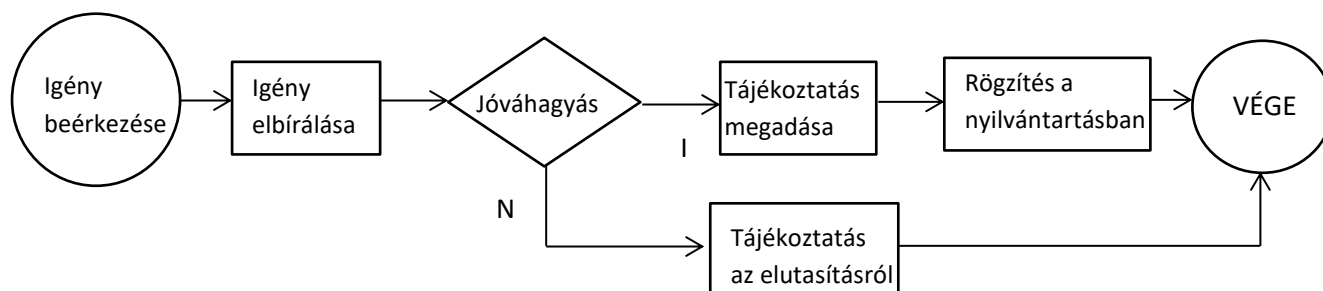 Igény
beérkezése
Igény
elbírálása
Jóváhagyás
I
Tájékoztatás
megadása
Rögzítés a
nyilvántartásban
VÉGE
N
Tájékoztatás
az elutasításról